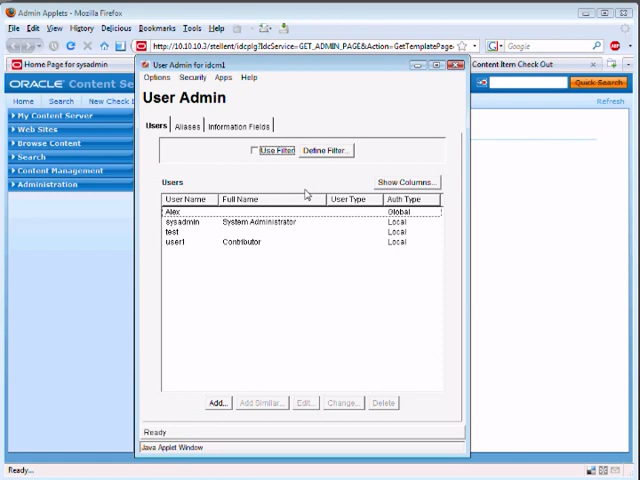 Admin Applets - Mozilla Firefox
File Edit View History Bookmarks Delicious Tools Help
http://10.10.10.3/stellent/idcplg?IdcService=GET_ADMIN_PAGE&Action=GetTemplatePage
Google
ABP
Home Page for sysadmin
Content Item Check Out
ORACLE Content Se
Quick Search
Home Search New Check I
Refresh
My Content Server
Web Sites
Browse Content
Search
Content Management
Administration
User Admin for idcm1
Options Security Apps Help
User Admin
Users Aliases Information Fields
Use Filter Define Filter...
Users Show Columns...
User Name Full Name User Type Auth Type
Alex Global
sysadmin System Administrator Local
test Local
user1 Contributor Local
Add... Add Similar... Edit... Change... Delete
Ready
Java Applet Window
Ready...